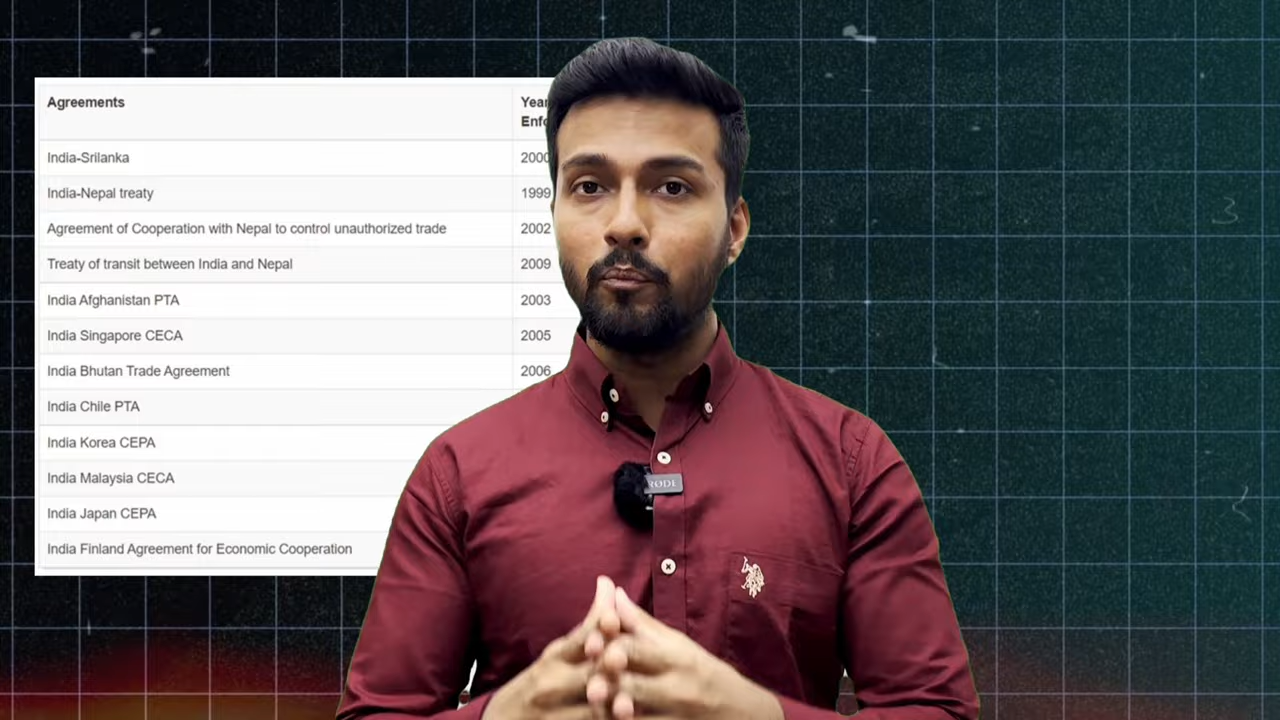 Agreements Year
Enfo
India-Srilanka 2000
India-Nepal treaty 1999
Agreement of Cooperation with Nepal to control unauthorized trade 2002
Treaty of transit between India and Nepal 2009
India Afghanistan PTA 2003
India Singapore CECA 2005
India Bhutan Trade Agreement 2006
India Chile PTA
India Korea CEPA
India Malaysia CECA
India Japan CEPA
India Finland Agreement for Economic Cooperation
RØDE